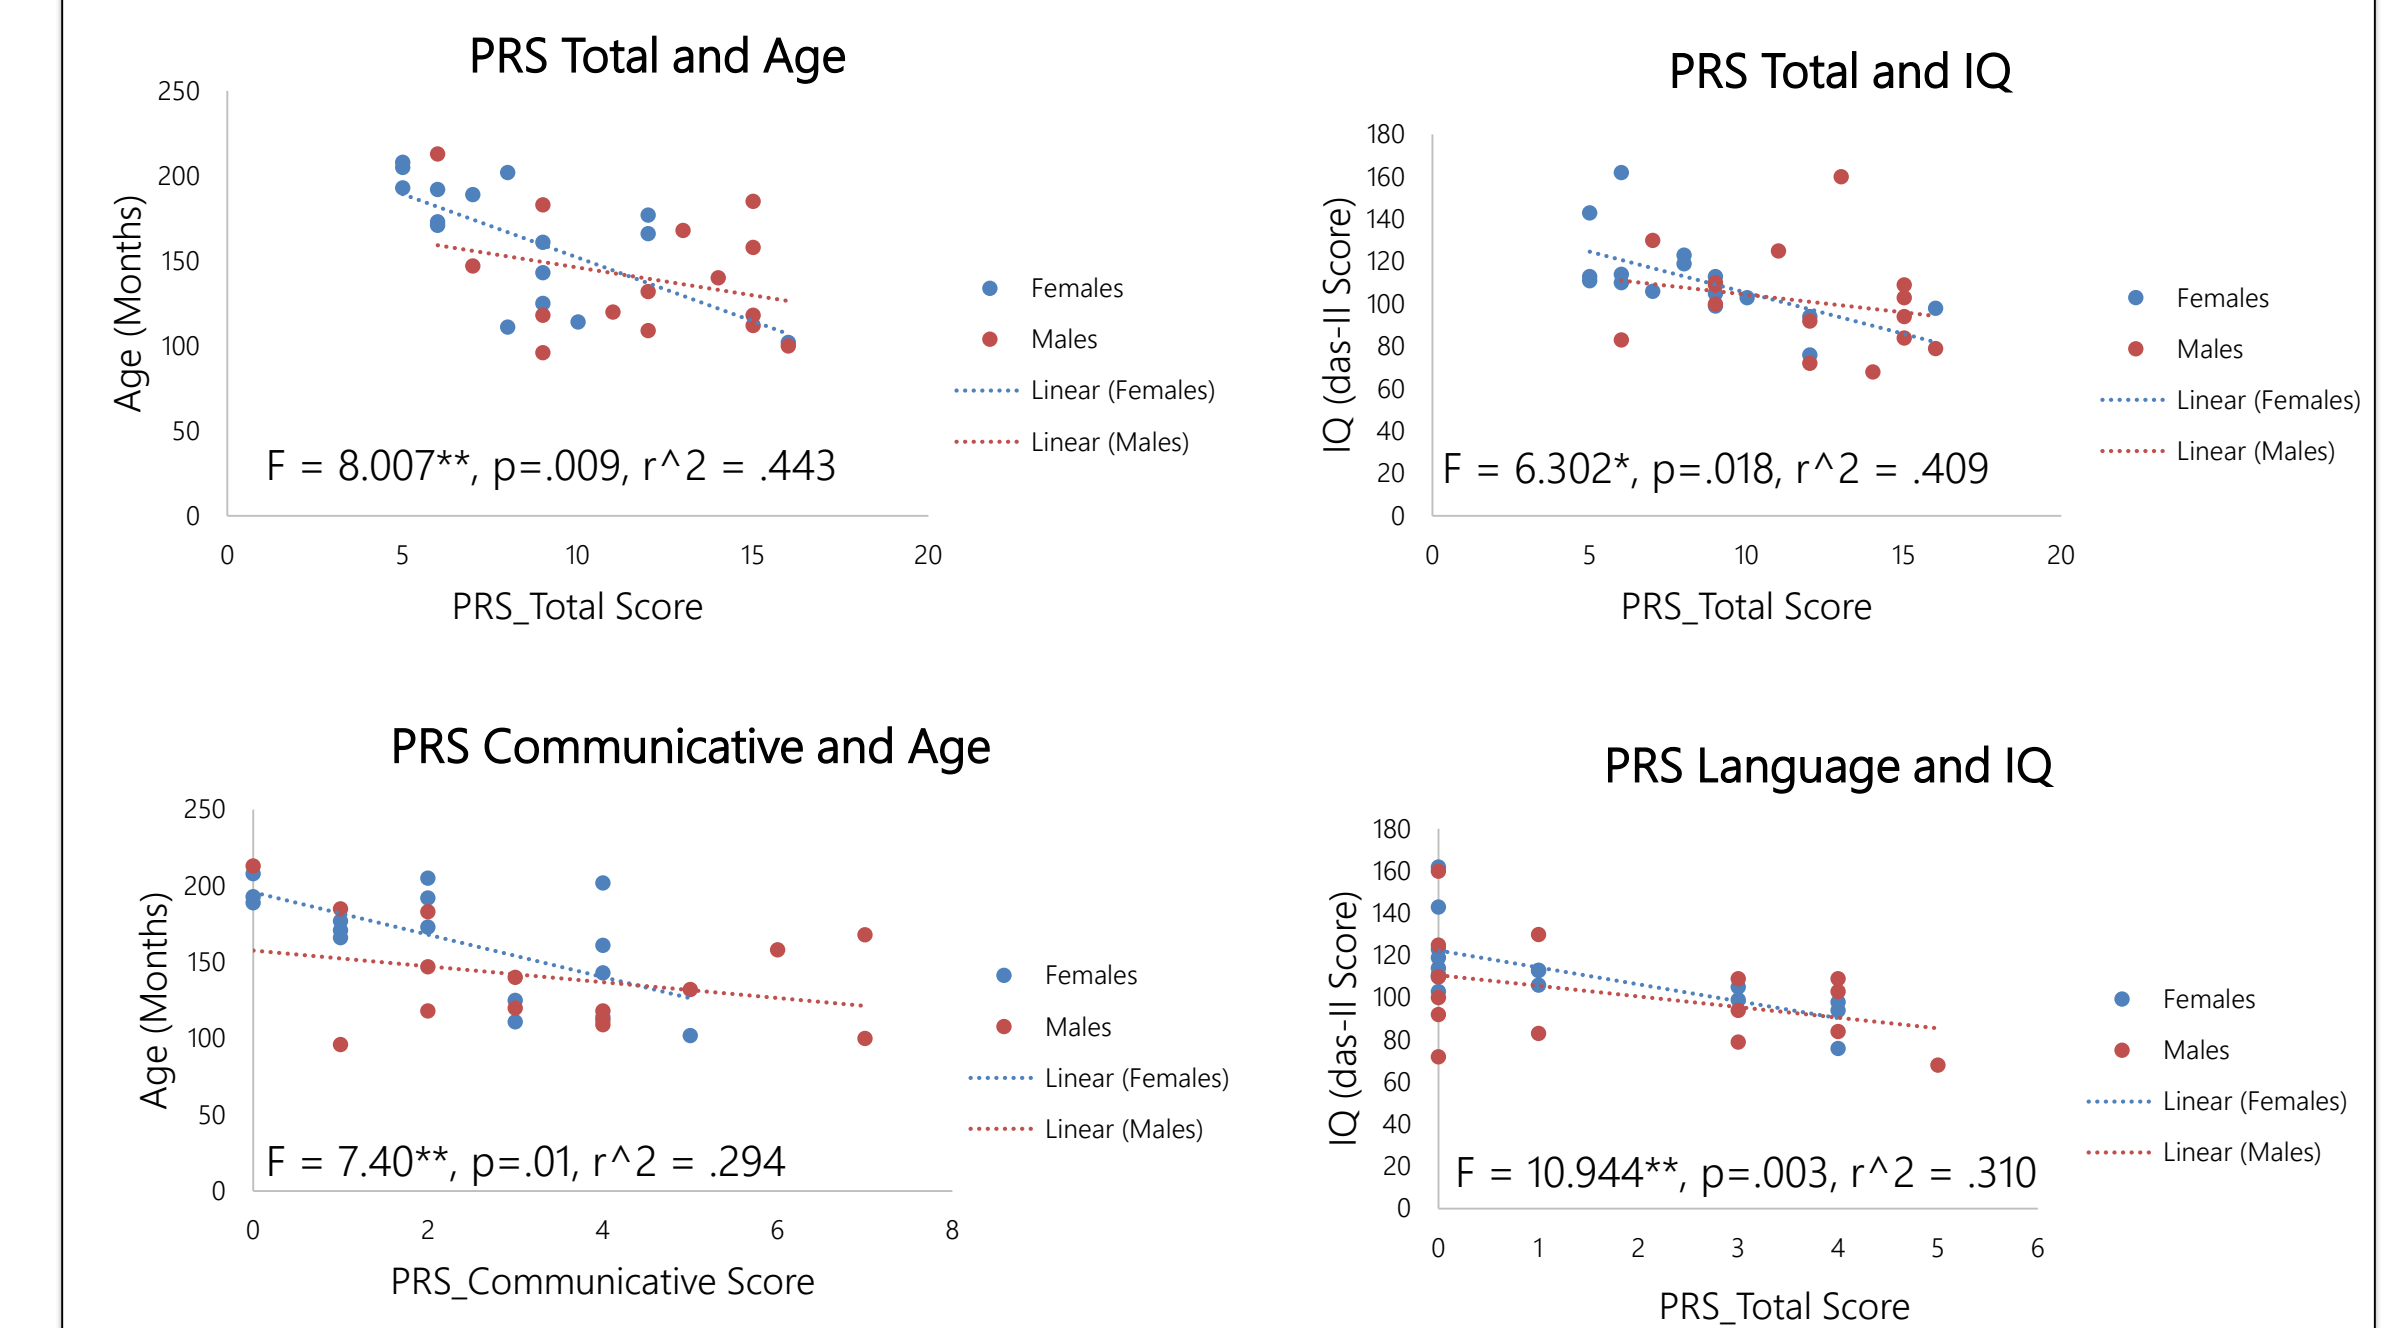 PRS Total and Age
250
200
150
100
50
0
0 5 10 15 20
Age (Months)
PRS_Total Score
F = 8.007**, p=.009, r^2 = .443
Females
Males
Linear (Females)
Linear (Males)
PRS Total and IQ
180
160
140
120
100
80
60
40
20
0
0 5 10 15 20
IQ (das-II Score)
PRS_Total Score
F = 6.302*, p=.018, r^2 = .409
Females
Males
Linear (Females)
Linear (Males)
PRS Communicative and Age
250
200
150
100
50
0
0 2 4 6 8
Age (Months)
PRS_Communicative Score
F = 7.40**, p=.01, r^2 = .294
Females
Males
Linear (Females)
Linear (Males)
PRS Language and IQ
180
160
140
120
100
80
60
40
20
0
0 1 2 3 4 5 6
IQ (das-II Score)
PRS_Total Score
F = 10.944**, p=.003, r^2 = .310
Females
Males
Linear (Females)
Linear (Males)